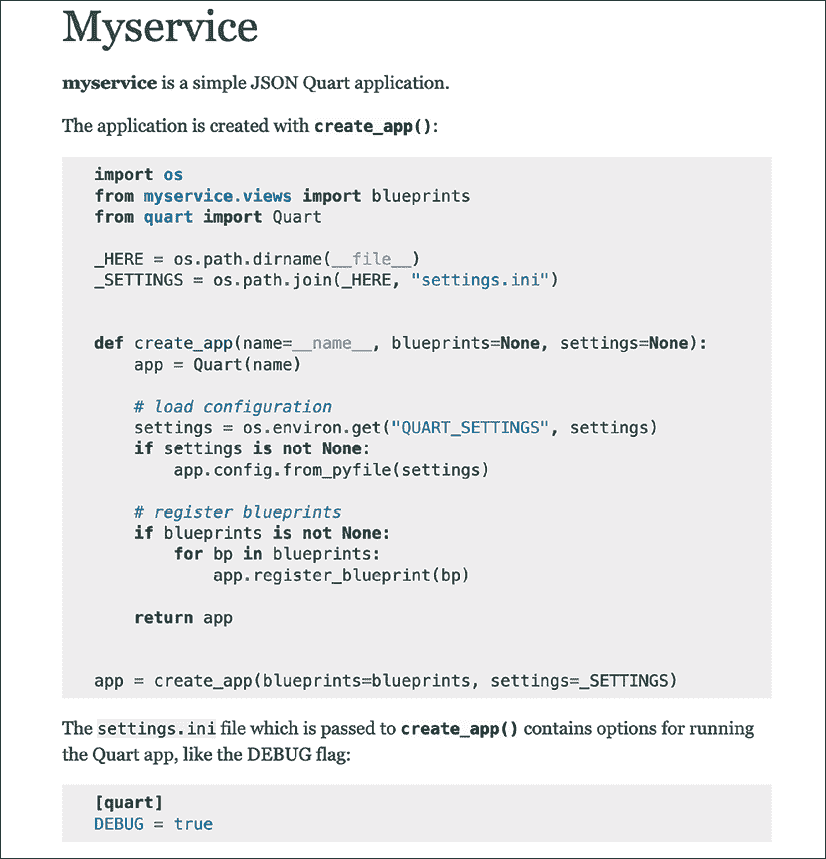 Myservice
myservice is a simple JSON Quart application.
The application is created with create_app():
import os
from myservice.views import blueprints
from quart import Quart
_HERE = os.path.dirname(__file__)
_SETTINGS = os.path.join(_HERE, "settings.ini")
def create_app(name=__name__, blueprints=None, settings=None):
    app = Quart(name)
    # load configuration
    settings = os.environ.get("QUART_SETTINGS", settings)
    if settings is not None:
        app.config.from_pyfile(settings)
    # register blueprints
    if blueprints is not None:
        for bp in blueprints:
            app.register_blueprint(bp)
    return app
app = create_app(blueprints=blueprints, settings=_SETTINGS)
The settings.ini file which is passed to create_app() contains options for running
the Quart app, like the DEBUG flag:
[quart]
DEBUG = true